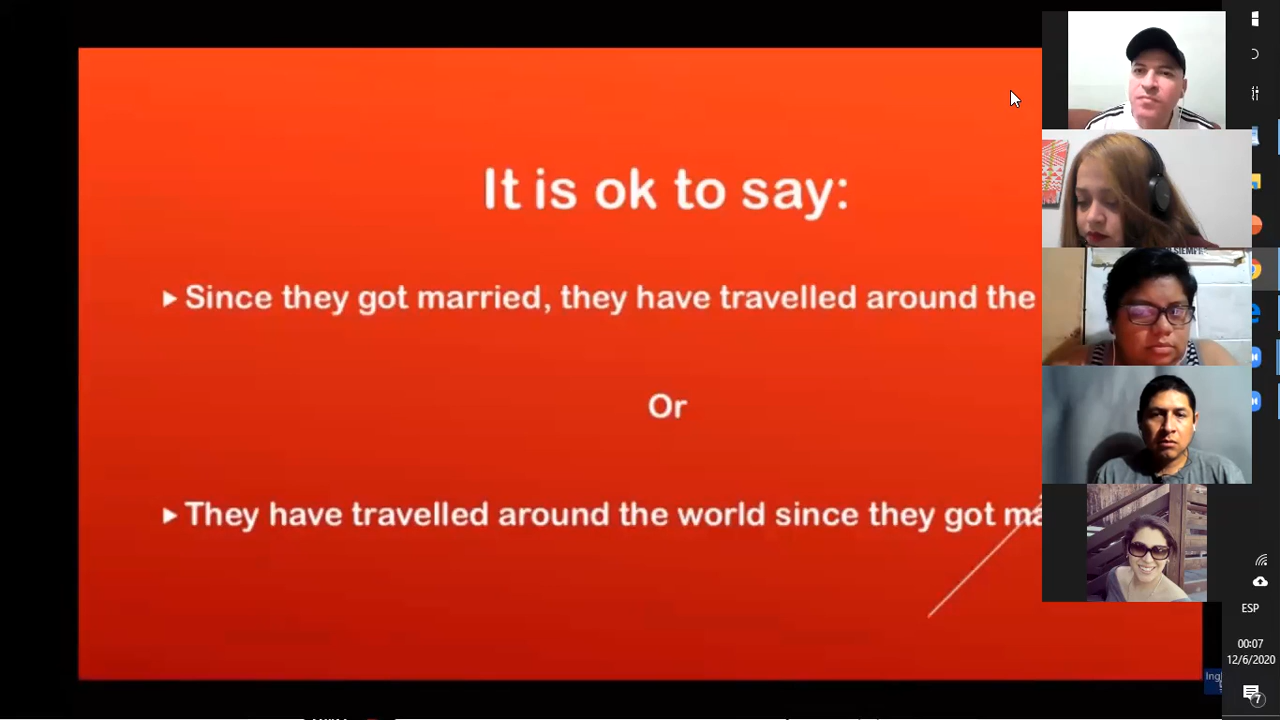 It is ok to say:
Since they got married, they have travelled around the
Or
They have travelled around the world since they got
ESP
00:07
12/6/2020
7